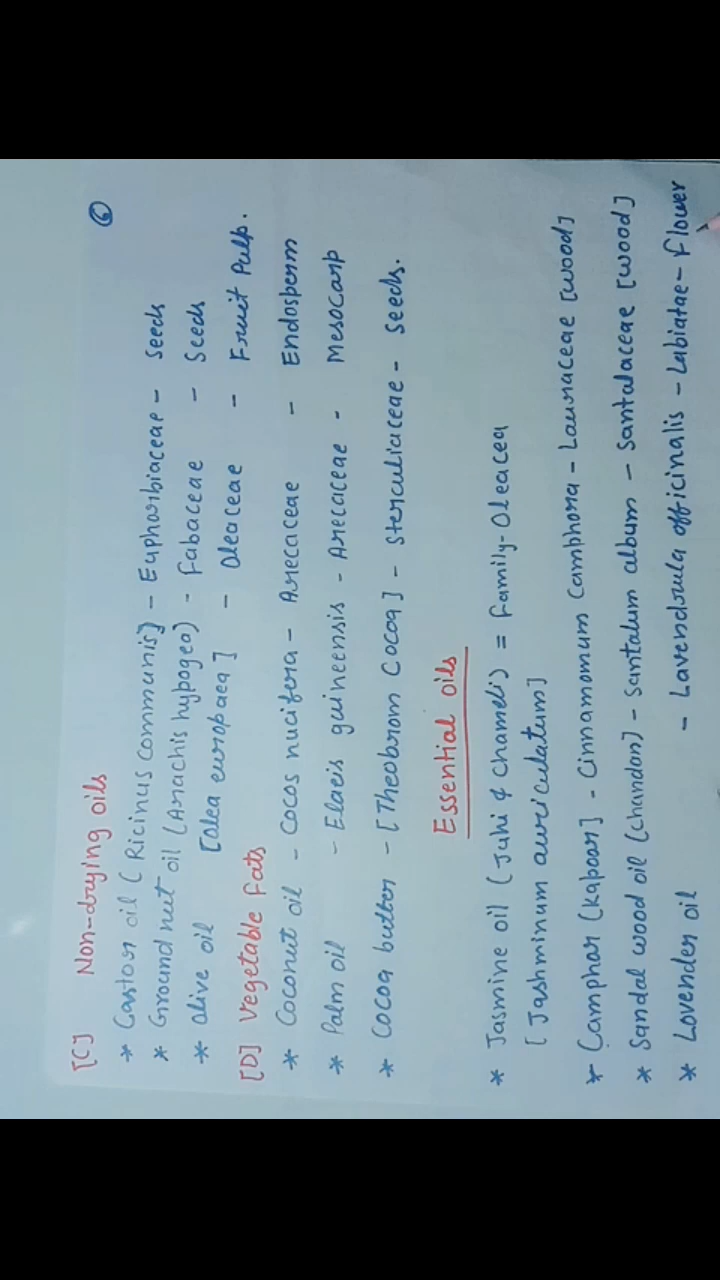 6
[C] Non-drying oils
* Castor oil ( Ricinus communis] - Euphorbiaceae - Seeds
* Ground nut oil (Arachis hypogea) - Fabaceae - Seeds
* Olive oil [Olea europaea] - Oleaceae - Fruit Pulp.
[D] Vegetable Fats
* Coconut oil - Cocos nucifera - Arecaceae - Endosperm
* Palm oil - Elaeis guineensis - Arecaceae - Mesocarp
* Cocoa butter - [Theobrom Cocoa] - Sterculiaceae - Seeds.
Essential oils
* Jasmine oil (Juhi & chameli) = Family-Oleacea
[Jashminum auriculatum]
* Camphor [kapoor] - Cinnamomum Camphora - Lauraceae [wood]
* Sandal wood oil (chandan) - Santalum album - Santalaceae [wood]
* Lovender oil - Lavendrula officinalis - Labiatae - flower